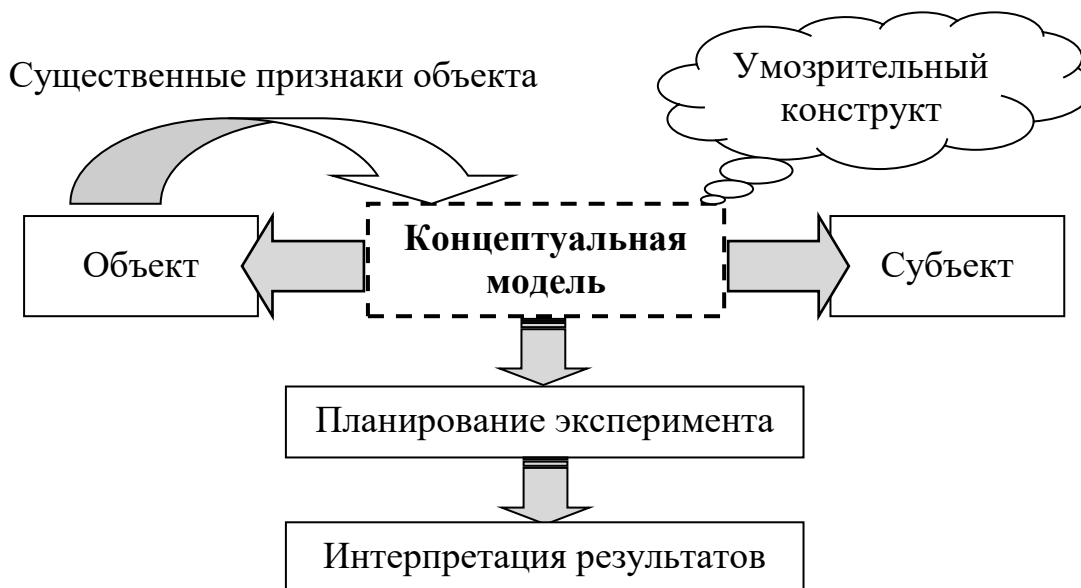 Существенные признаки объекта
Умозрительный
конструкт
Объект
Концептуальная
модель
Субъект
Планирование эксперимента
Интерпретация результатов